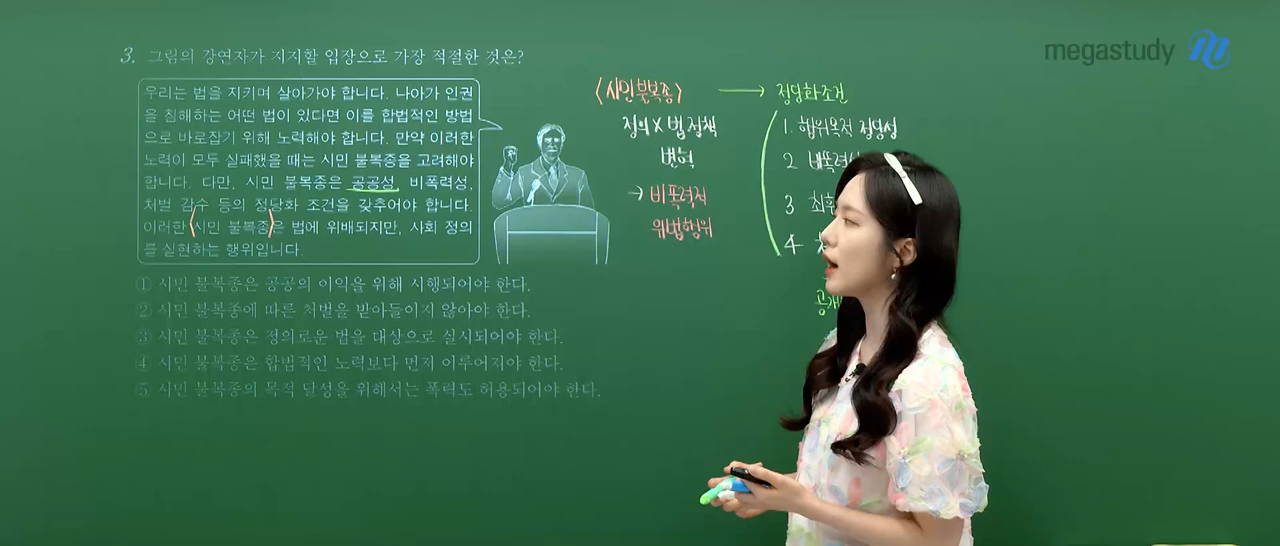 megastudy
3. 그림의 강연자가 지지할 입장으로 가장 적절한 것은?
우리는 법을 지키며 살아가야 합니다. 나아가 인권
을 침해하는 어떤 법이 있다면 이를 합법적인 방법
으로 바로잡기 위해 노력해야 합니다. 만약 이러한
노력이 모두 실패했을 때는 시민 불복종을 고려해야
합니다. 다만, 시민 불복종은 공공성, 비폭력성,
처벌 감수 등의 정당화 조건을 갖추어야 합니다.
이러한 시민 불복종은 법에 위배되지만, 사회 정의
를 실현하는 행위입니다.
① 시민 불복종은 공공의 이익을 위해 시행되어야 한다.
② 시민 불복종에 따른 처벌을 받아들이지 않아야 한다.
③ 시민 불복종은 정의로운 법을 대상으로 실시되어야 한다.
④ 시민 불복종은 합법적인 노력보다 먼저 이루어져야 한다.
⑤ 시민 불복종의 목적 달성을 위해서는 폭력도 허용되어야 한다.
〈시민불복종〉 → 정당화조건
정의 X 법 정책
변혁
→ 비폭력적
위법행위
1. 행위목적 정당성
2 비폭력
3 최
4
공개